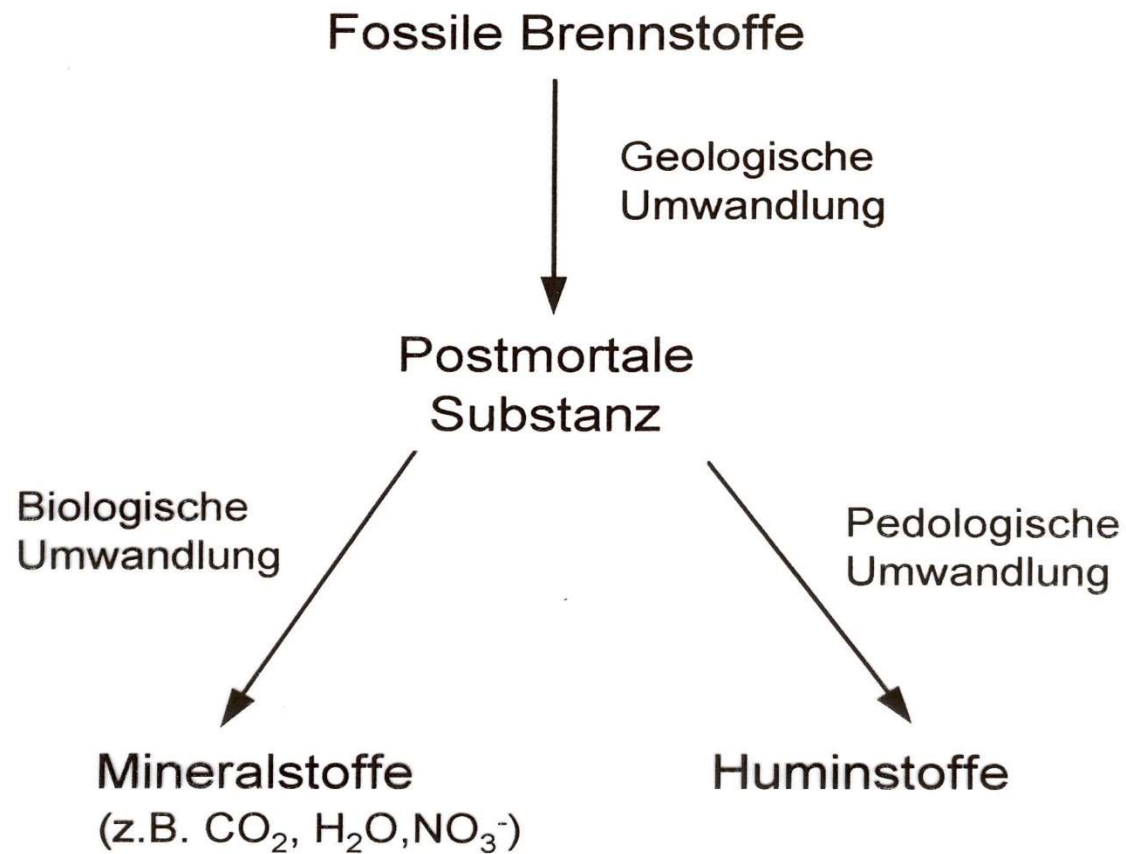 Fossile Brennstoffe
Geologische
Umwandlung
Postmortale
Substanz
Biologische
Umwandlung
Pedologische
Umwandlung
Mineralstoffe
(z.B. CO₂, H₂O,NO₃⁻)
Huminstoffe